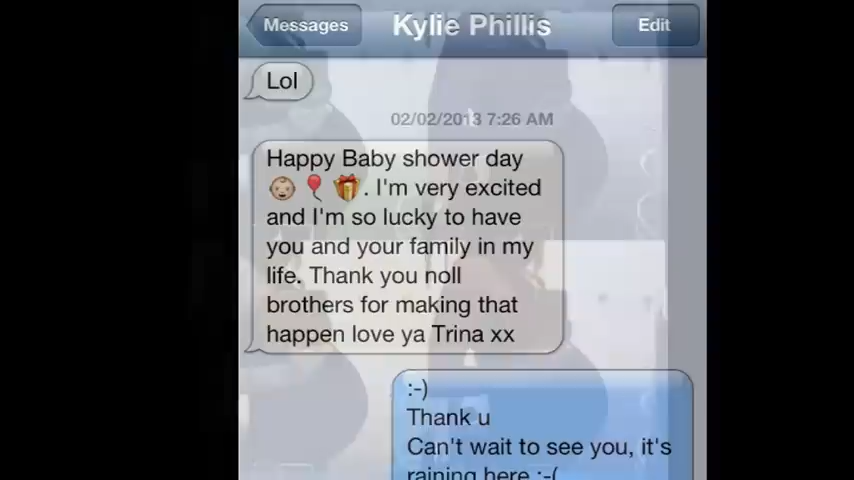 Messages
Kylie Phillis
Edit
Lol
02/02/2013 7:26 AM
Happy Baby shower day
👶🎈🎁. I'm very excited
and I'm so lucky to have
you and your family in my
life. Thank you noll
brothers for making that
happen love ya Trina xx
:-)
Thank u
Can't wait to see you, it's
raining here :-(